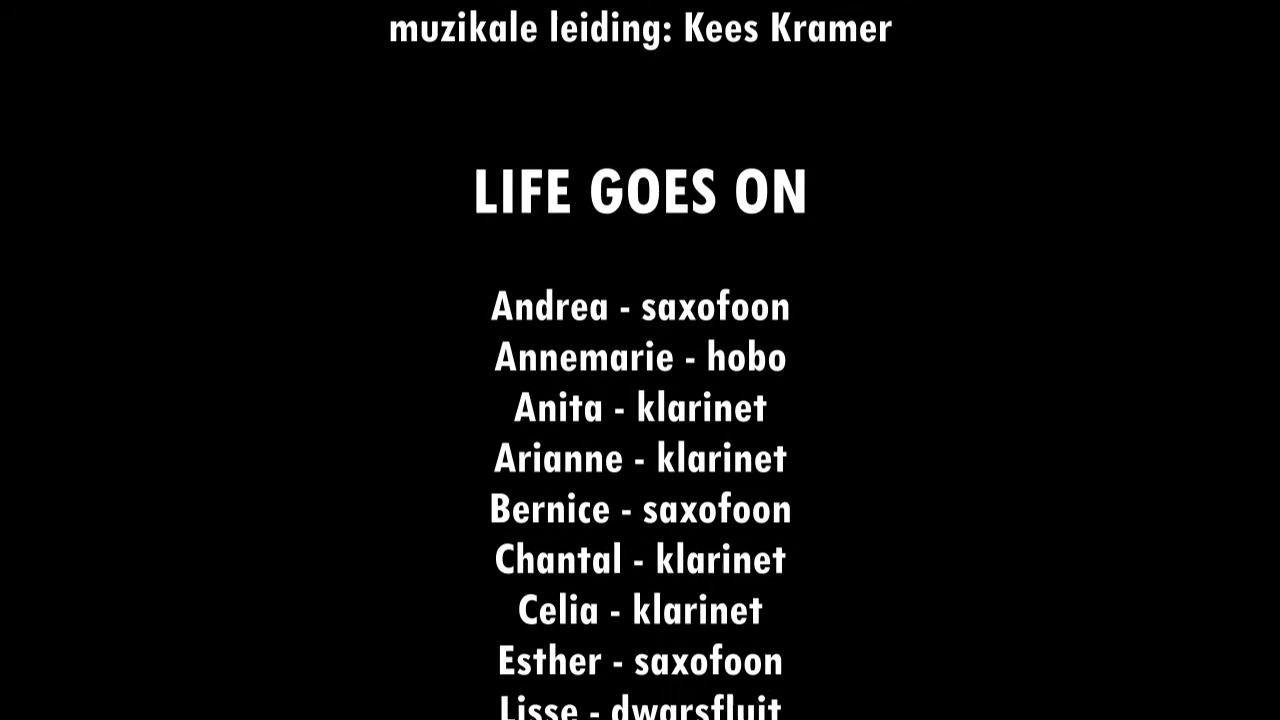 muzikale leiding: Kees Kramer
LIFE GOES ON
Andrea - saxofoon
Annemarie - hobo
Anita - klarinet
Arianne - klarinet
Bernice - saxofoon
Chantal - klarinet
Celia - klarinet
Esther - saxofoon
Lisse - dwarsfluit